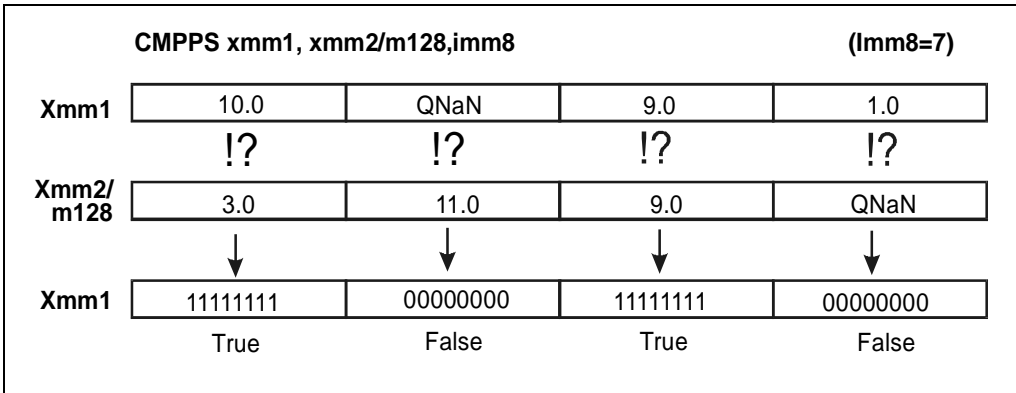 CMPPS xmm1, xmm2/m128,imm8 (Imm8=7)
Xmm1 10.0 QNaN 9.0 1.0
!? !? !? !?
Xmm2/
m128 3.0 11.0 9.0 QNaN
Xmm1 11111111 00000000 11111111 00000000
True False True False